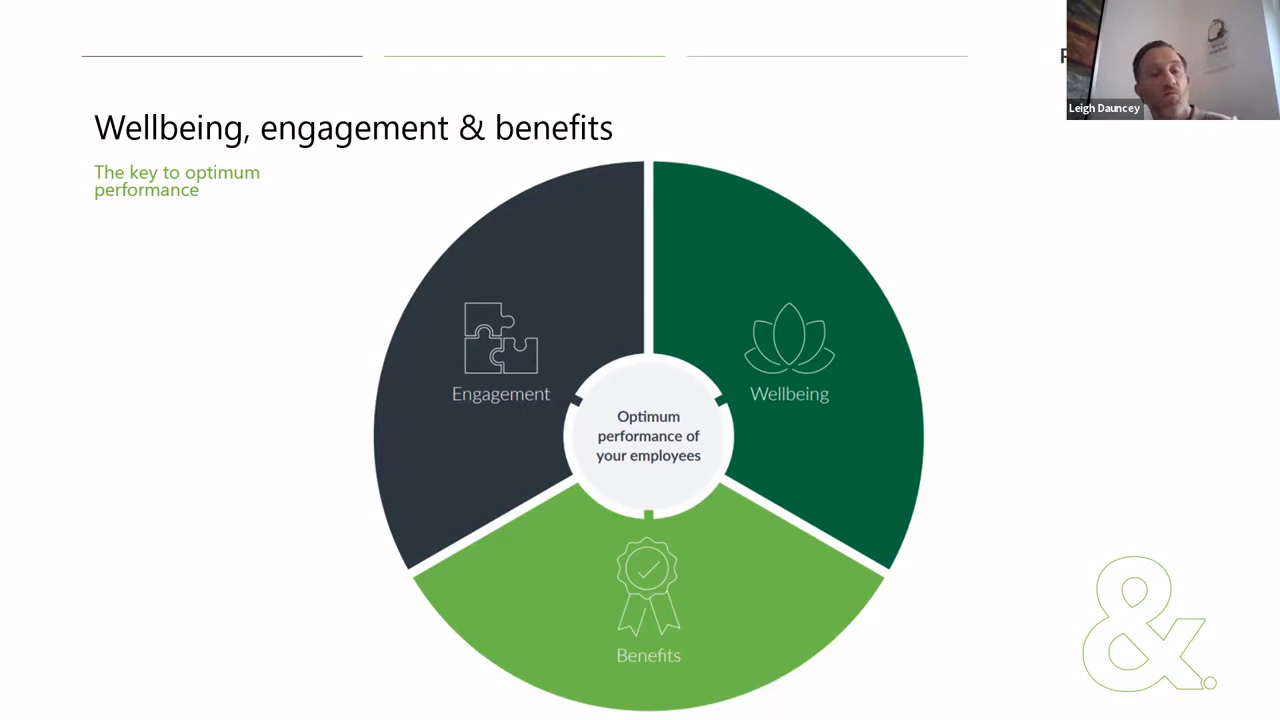 Wellbeing, engagement & benefits
The key to optimum
performance
Leigh Dauncey
Engagement
Wellbeing
Optimum
performance of
your employees
Benefits
&.